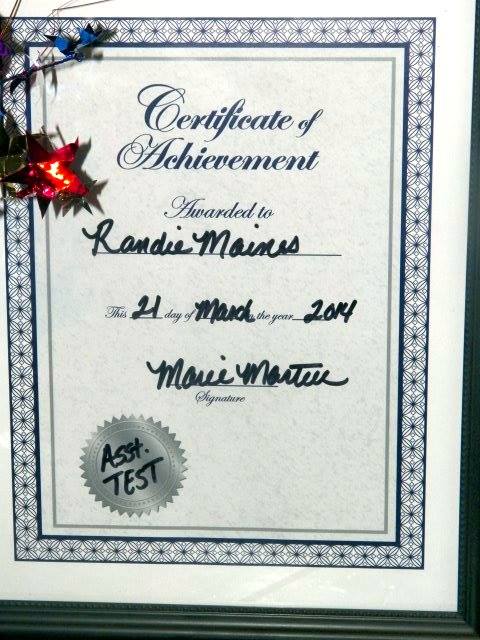 Certificate of
Achievement
Awarded to
Randie Maines
This 21 day of March in the year 2014
Marie Martin
Signature
Asst.
TEST